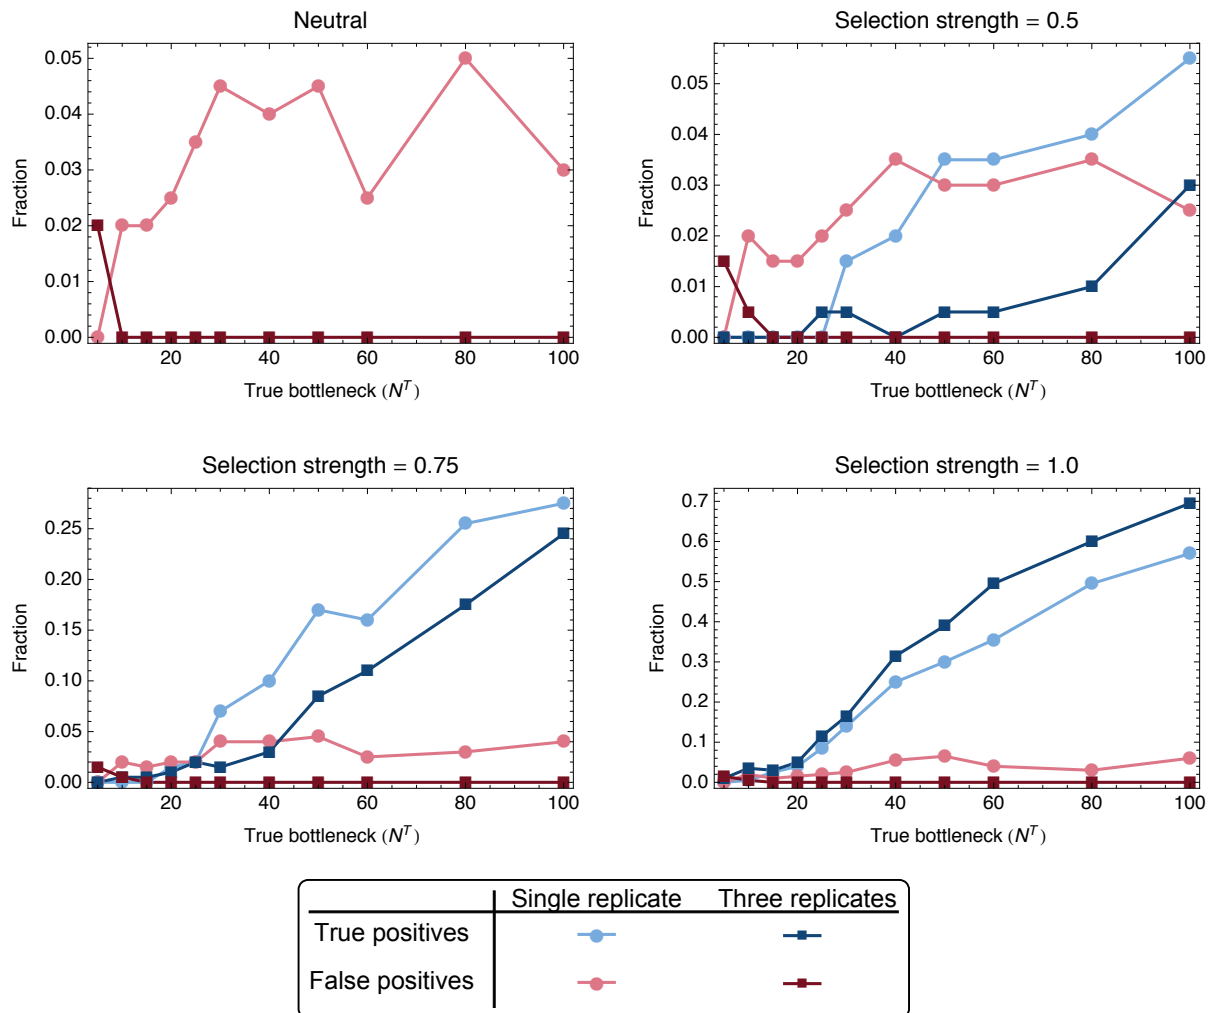 Neutral
0.05
0.04
0.03
0.02
0.01
0.00
Fraction
20 40 60 80 100
True bottleneck (N^T)
Selection strength = 0.5
0.05
0.04
0.03
0.02
0.01
0.00
Fraction
20 40 60 80 100
True bottleneck (N^T)
Selection strength = 0.75
0.25
0.20
0.15
0.10
0.05
0.00
Fraction
20 40 60 80 100
True bottleneck (N^T)
Selection strength = 1.0
0.7
0.6
0.5
0.4
0.3
0.2
0.1
0.0
Fraction
20 40 60 80 100
True bottleneck (N^T)
Single replicate Three replicates
True positives
False positives